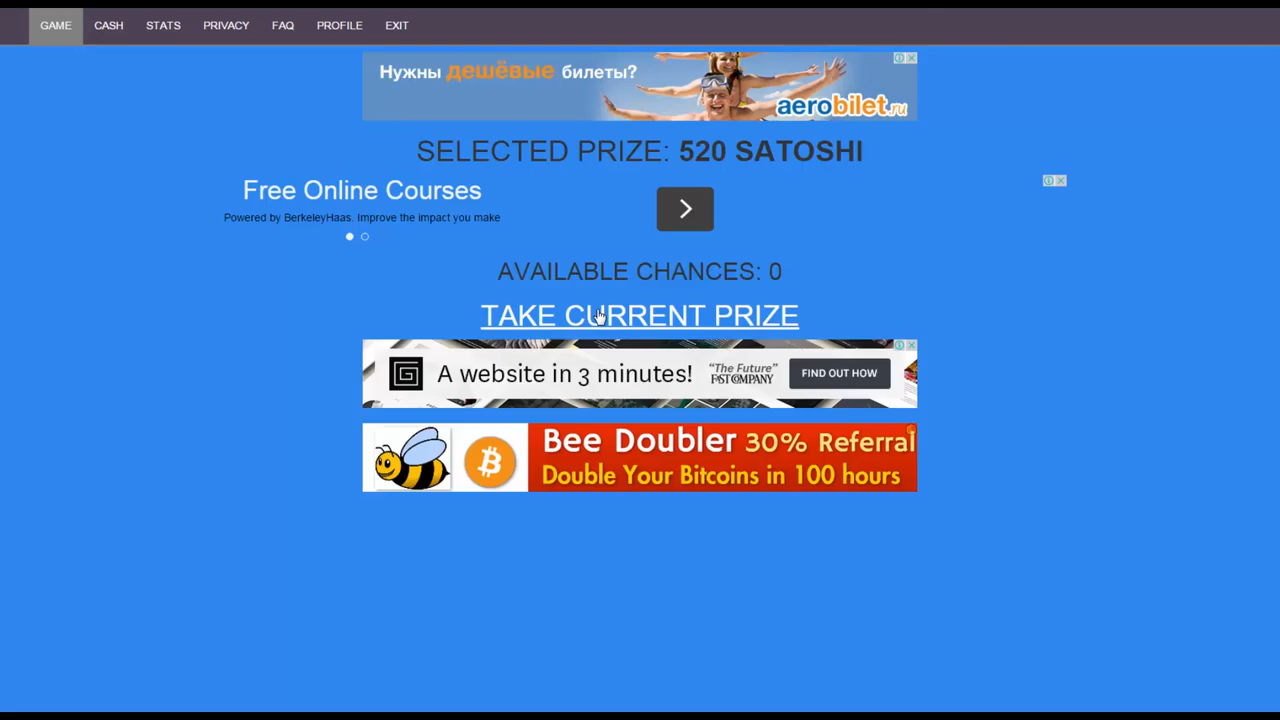 GAME CASH STATS PRIVACY FAQ PROFILE EXIT
Нужны дешёвые билеты?
aerobilet.ru
SELECTED PRIZE: 520 SATOSHI
Free Online Courses
Powered by BerkeleyHaas. Improve the impact you make
AVAILABLE CHANCES: 0
TAKE CURRENT PRIZE
A website in 3 minutes!
"The Future"
FAST COMPANY
FIND OUT HOW
Bee Doubler 30% Referral
Double Your Bitcoins in 100 hours